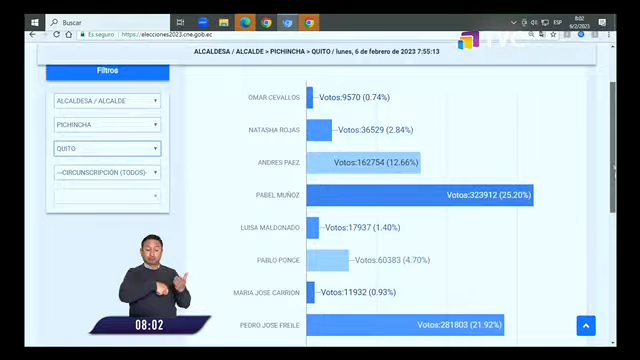 Buscar
ESP
8:02
6/2/2023
Es seguro
https://elecciones2023.cne.gob.ec
TVC
ALCALDESA / ALCALDE > PICHINCHA > QUITO / lunes, 6 de febrero de 2023 7:55:13
Filtros
ALCALDESA / ALCALDE
PICHINCHA
QUITO
--CIRCUNSCRIPCIÓN (TODOS)-
OMAR CEVALLOS Votos:9570 (0.74%)
NATASHA ROJAS Votos:36529 (2.84%)
ANDRES PAEZ Votos:162754 (12.66%)
PABEL MUÑOZ Votos:323912 (25.20%)
LUISA MALDONADO Votos:17937 (1.40%)
PABLO PONCE Votos:60383 (4.70%)
MARIA JOSE CARRION Votos:11932 (0.93%)
PEDRO JOSE FREILE Votos:281803 (21.92%)
08:02